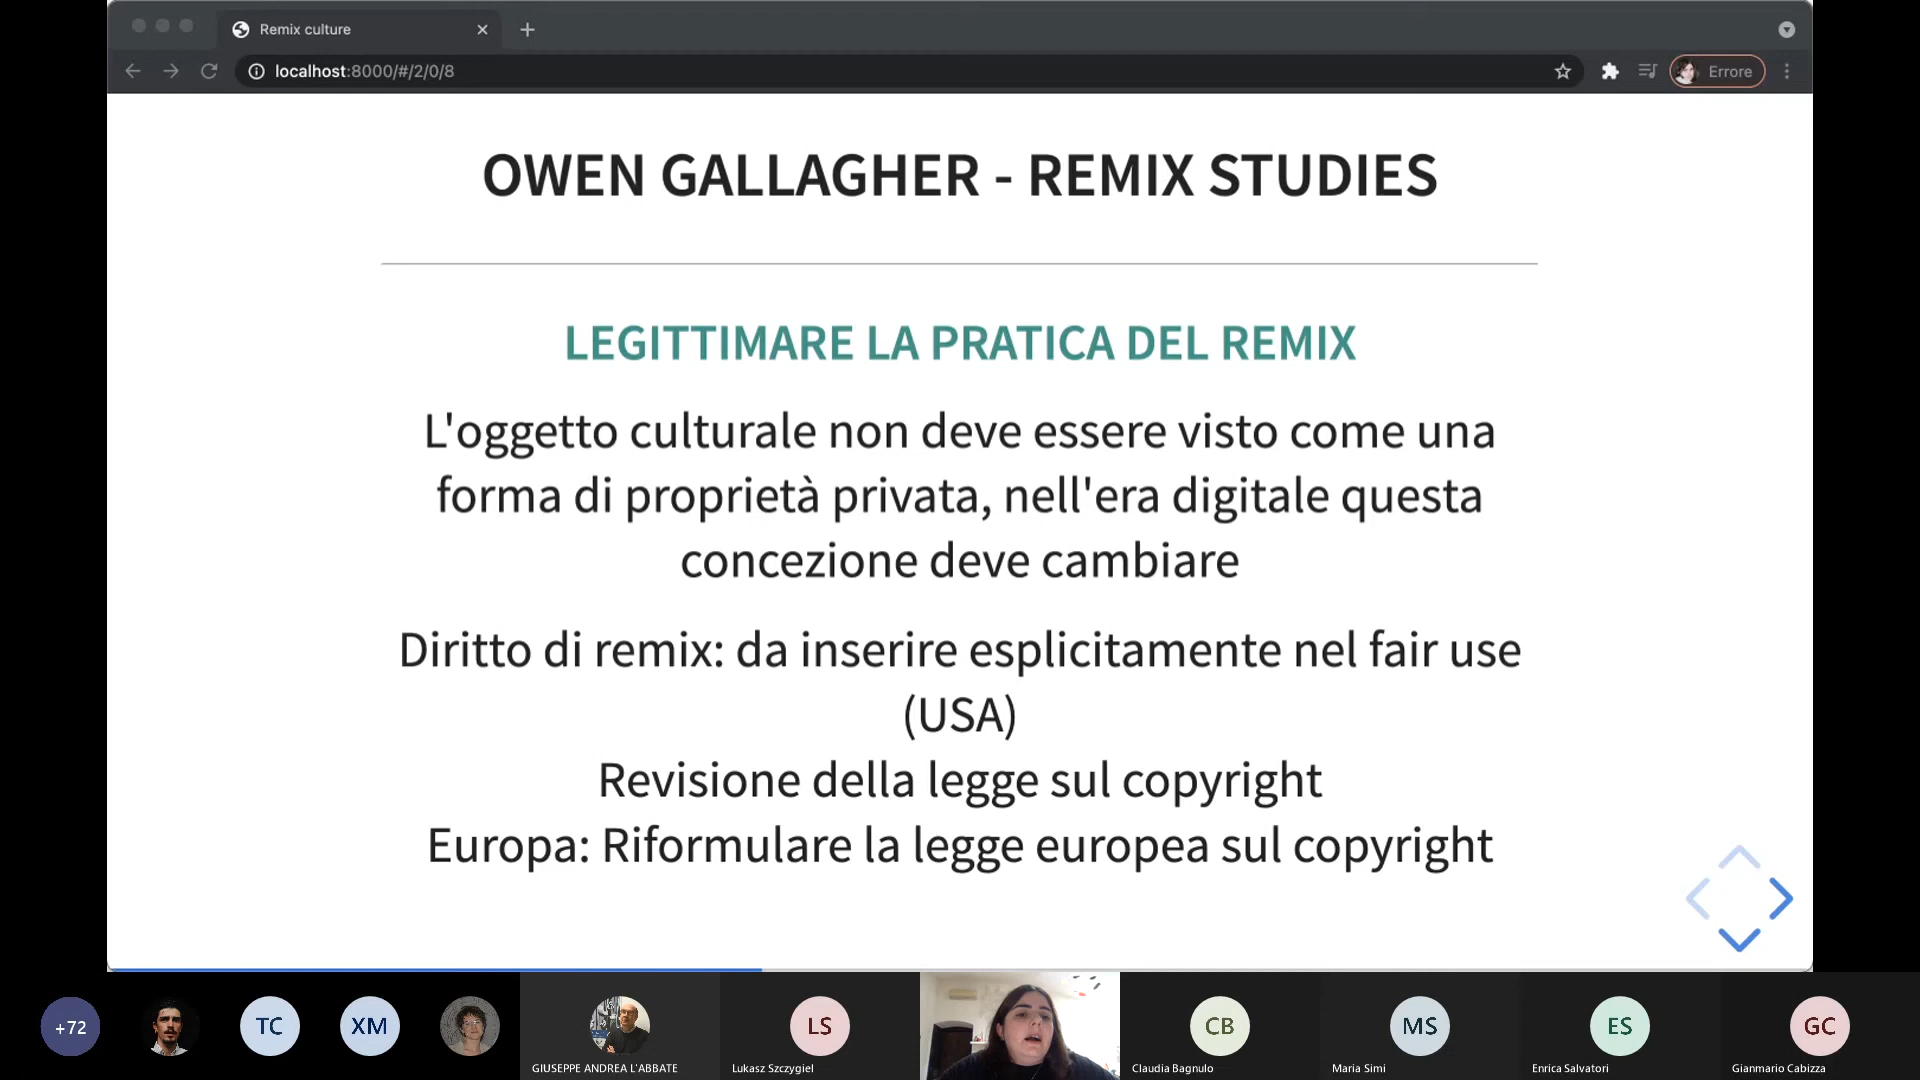 Remix culture
localhost:8000/#/2/0/8
Errore
OWEN GALLAGHER - REMIX STUDIES
LEGITTIMARE LA PRATICA DEL REMIX
L'oggetto culturale non deve essere visto come una
forma di proprietà privata, nell'era digitale questa
concezione deve cambiare
Diritto di remix: da inserire esplicitamente nel fair use
(USA)
Revisione della legge sul copyright
Europa: Riformulare la legge europea sul copyright
+72
TC
XM
LS
CB
MS
ES
GC
GIUSEPPE ANDREA L'ABBATE
Lukasz Szczygiel
Claudia Bagnulo
Maria Simi
Enrica Salvatori
Gianmario Cabizza